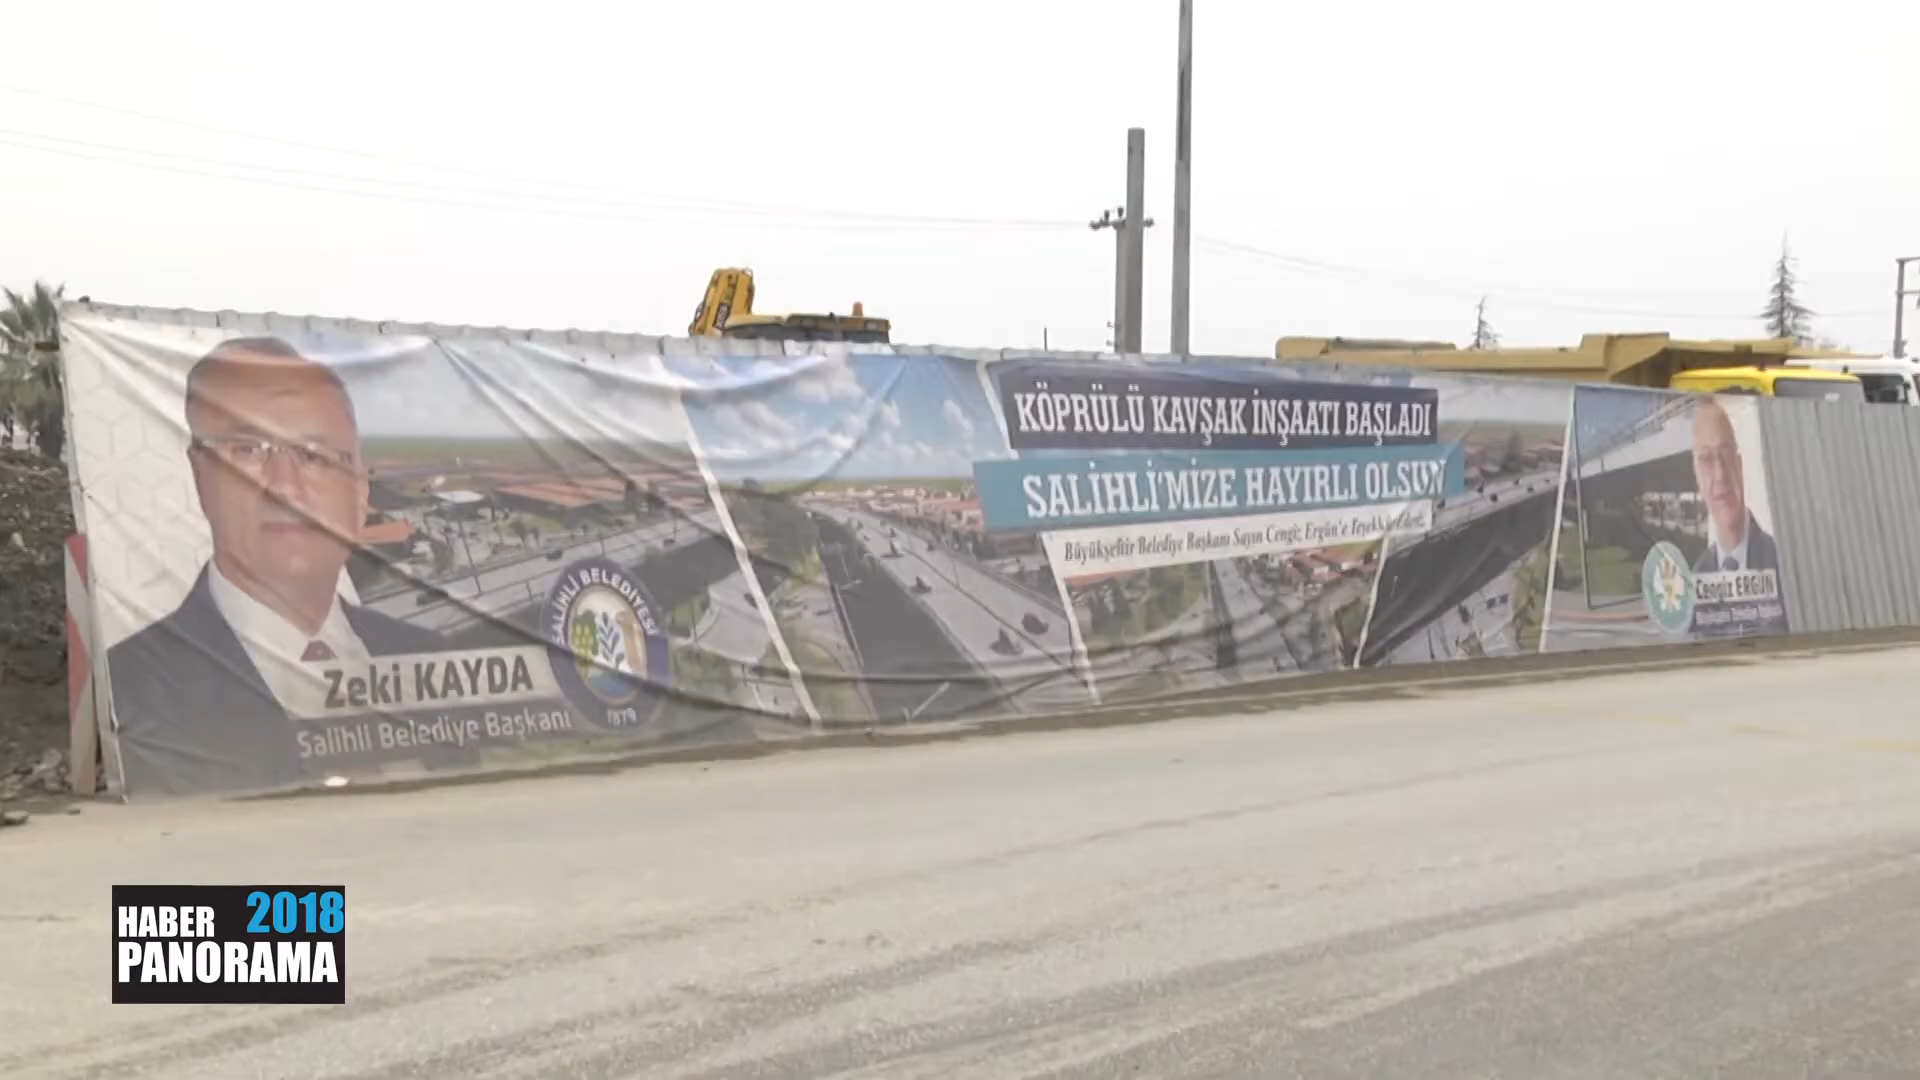 KÖPRÜLÜ KAVŞAK İNŞAATI BAŞLADI
SALİHLİ'MİZE HAYIRLI OLSUN
Büyükşehir Belediye Başkanı Sayın Cengiz Ergün'e Teşekkür Ederiz
Zeki KAYDA
Salihli Belediye Başkanı
SALİHLİ BELEDİYESİ
1879
Cengiz ERGÜN
HABER 2018
PANORAMA